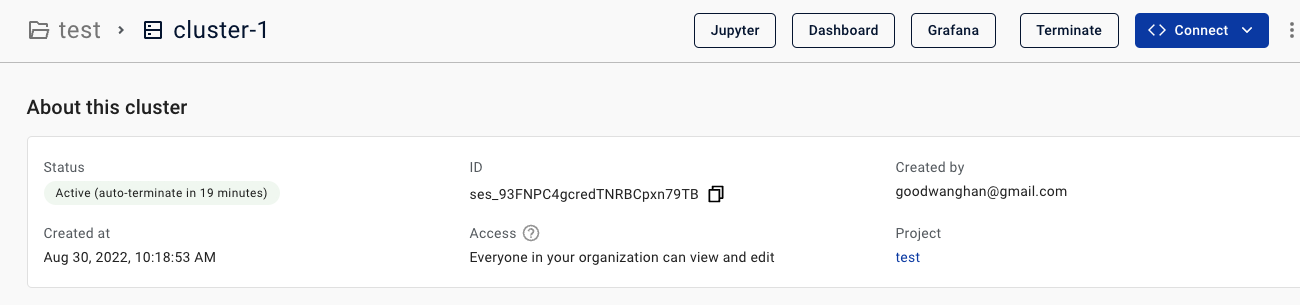 test > cluster-1 Jupyter Dashboard Grafana Terminate <> Connect
About this cluster
Status ID Created by
Active (auto-terminate in 19 minutes) ses_93FNPC4gcredTNRBCpxn79TB goodwanghan@gmail.com
Created at Access ? Project
Aug 30, 2022, 10:18:53 AM Everyone in your organization can view and edit test